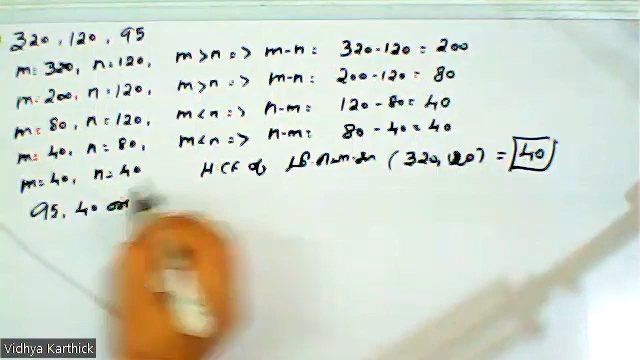 320, 120, 95
m = 320, n = 120, m > n => m - n = 320 - 120 = 200
m = 200, n = 120, m > n => m - n = 200 - 120 = 80
m = 80, n = 120, m < n => n - m = 120 - 80 = 40
m = 40, n = 80, m < n => n - m = 80 - 40 = 40
m = 40, n = 40 H.CF of (320, 120) = 40
95, 40
Vidhya Karthick